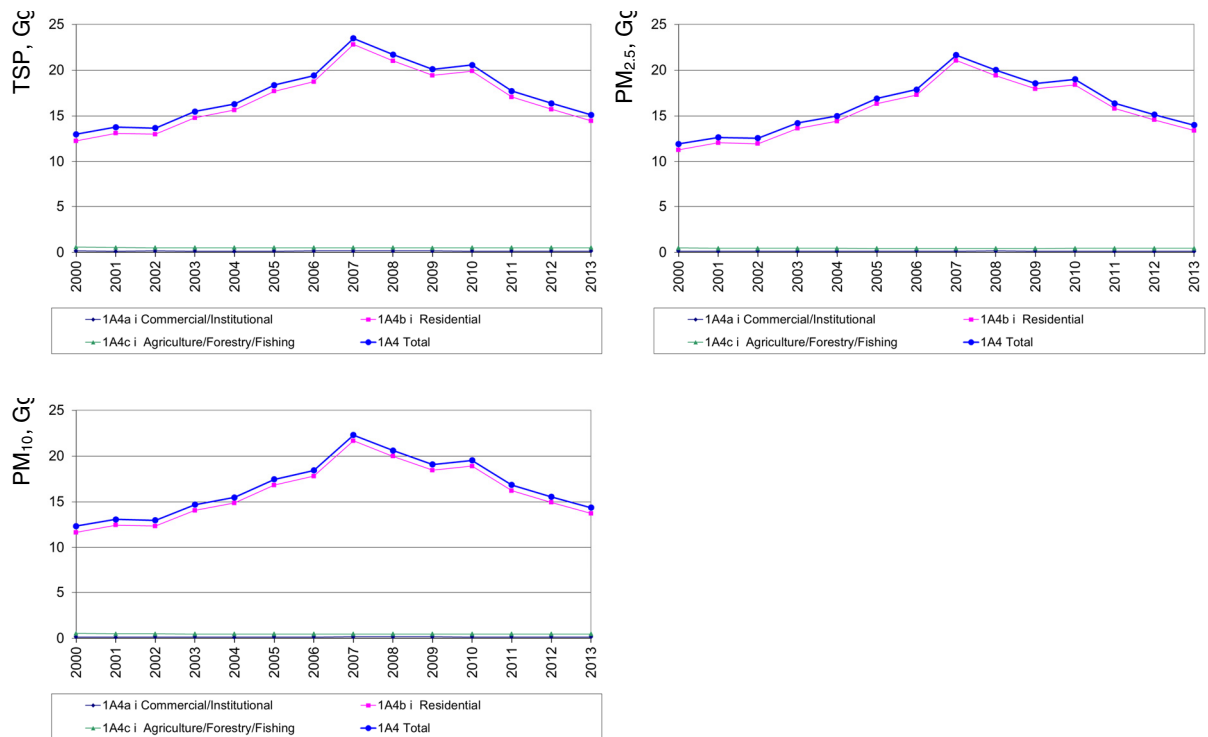 TSP, Gg
25
20
15
10
5
0
2000 2001 2002 2003 2004 2005 2006 2007 2008 2009 2010 2011 2012 2013
1A4a i Commercial/Institutional 1A4b i Residential
1A4c i Agriculture/Forestry/Fishing 1A4 Total
PM2.5, Gg
25
20
15
10
5
0
2000 2001 2002 2003 2004 2005 2006 2007 2008 2009 2010 2011 2012 2013
1A4a i Commercial/Institutional 1A4b i Residential
1A4c i Agriculture/Forestry/Fishing 1A4 Total
PM10, Gg
25
20
15
10
5
0
2000 2001 2002 2003 2004 2005 2006 2007 2008 2009 2010 2011 2012 2013
1A4a i Commercial/Institutional 1A4b i Residential
1A4c i Agriculture/Forestry/Fishing 1A4 Total